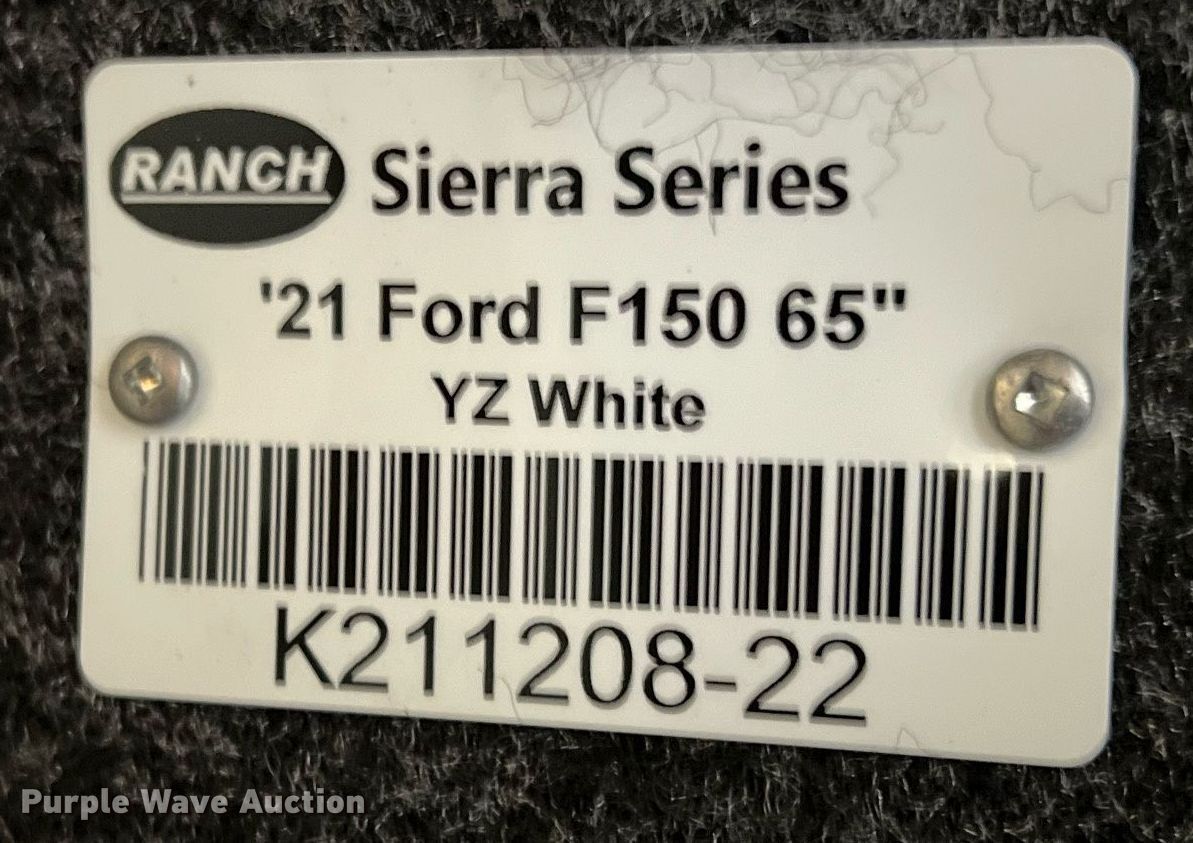 RANCH Sierra Series
'21 Ford F150 65"
YZ White
K211208-22
Purple Wave Auction